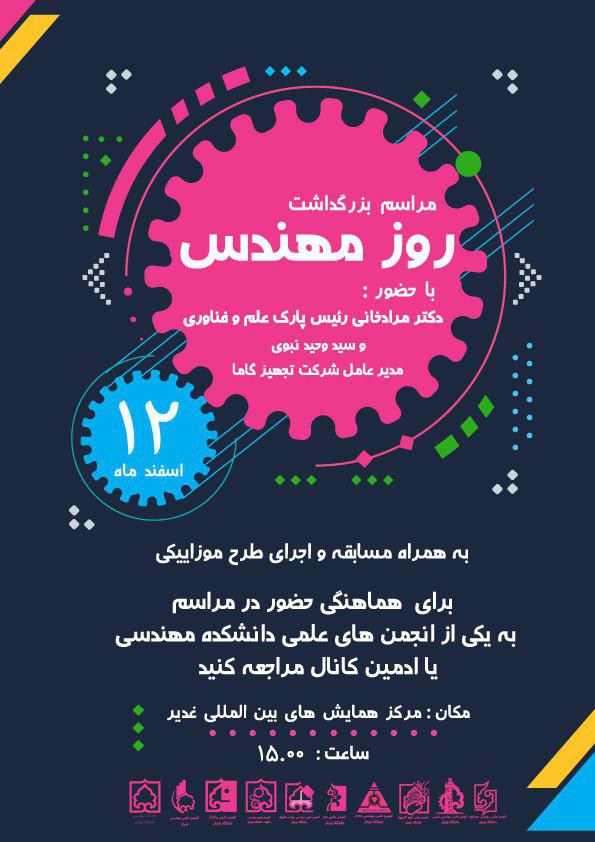 مراسم بزرگداشت
روز مهندس
با حضور :
دکتر مرادخانی رئیس پارک علم و فناوری
و سید وحید نبوی
مدیر عامل شرکت تجهیز گاما
۱۲
اسفند ماه
به همراه مسابقه و اجرای طرح موزاییکی
برای هماهنگی حضور در مراسم
به یکی از انجمن های علمی دانشکده مهندسی
یا ادمین کانال مراجعه کنید
مکان : مرکز همایش های بین المللی غدیر
ساعت : ۱۵.۰۰